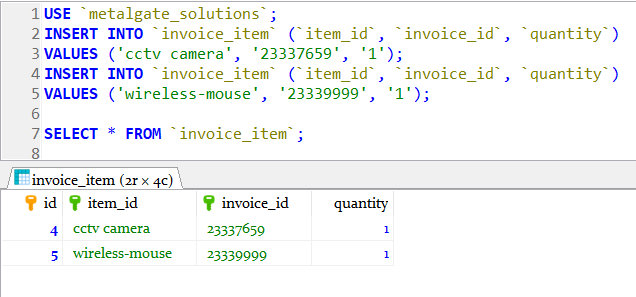 1 USE `metalgate_solutions`;
2 INSERT INTO `invoice_item` (`item_id`, `invoice_id`, `quantity`)
3 VALUES ('cctv camera', '23337659', '1');
4 INSERT INTO `invoice_item` (`item_id`, `invoice_id`, `quantity`)
5 VALUES ('wireless-mouse', '23339999', '1');
6
7 SELECT * FROM `invoice_item`;
8
invoice_item (2r × 4c)
id item_id invoice_id quantity
4 cctv camera 23337659 1
5 wireless-mouse 23339999 1